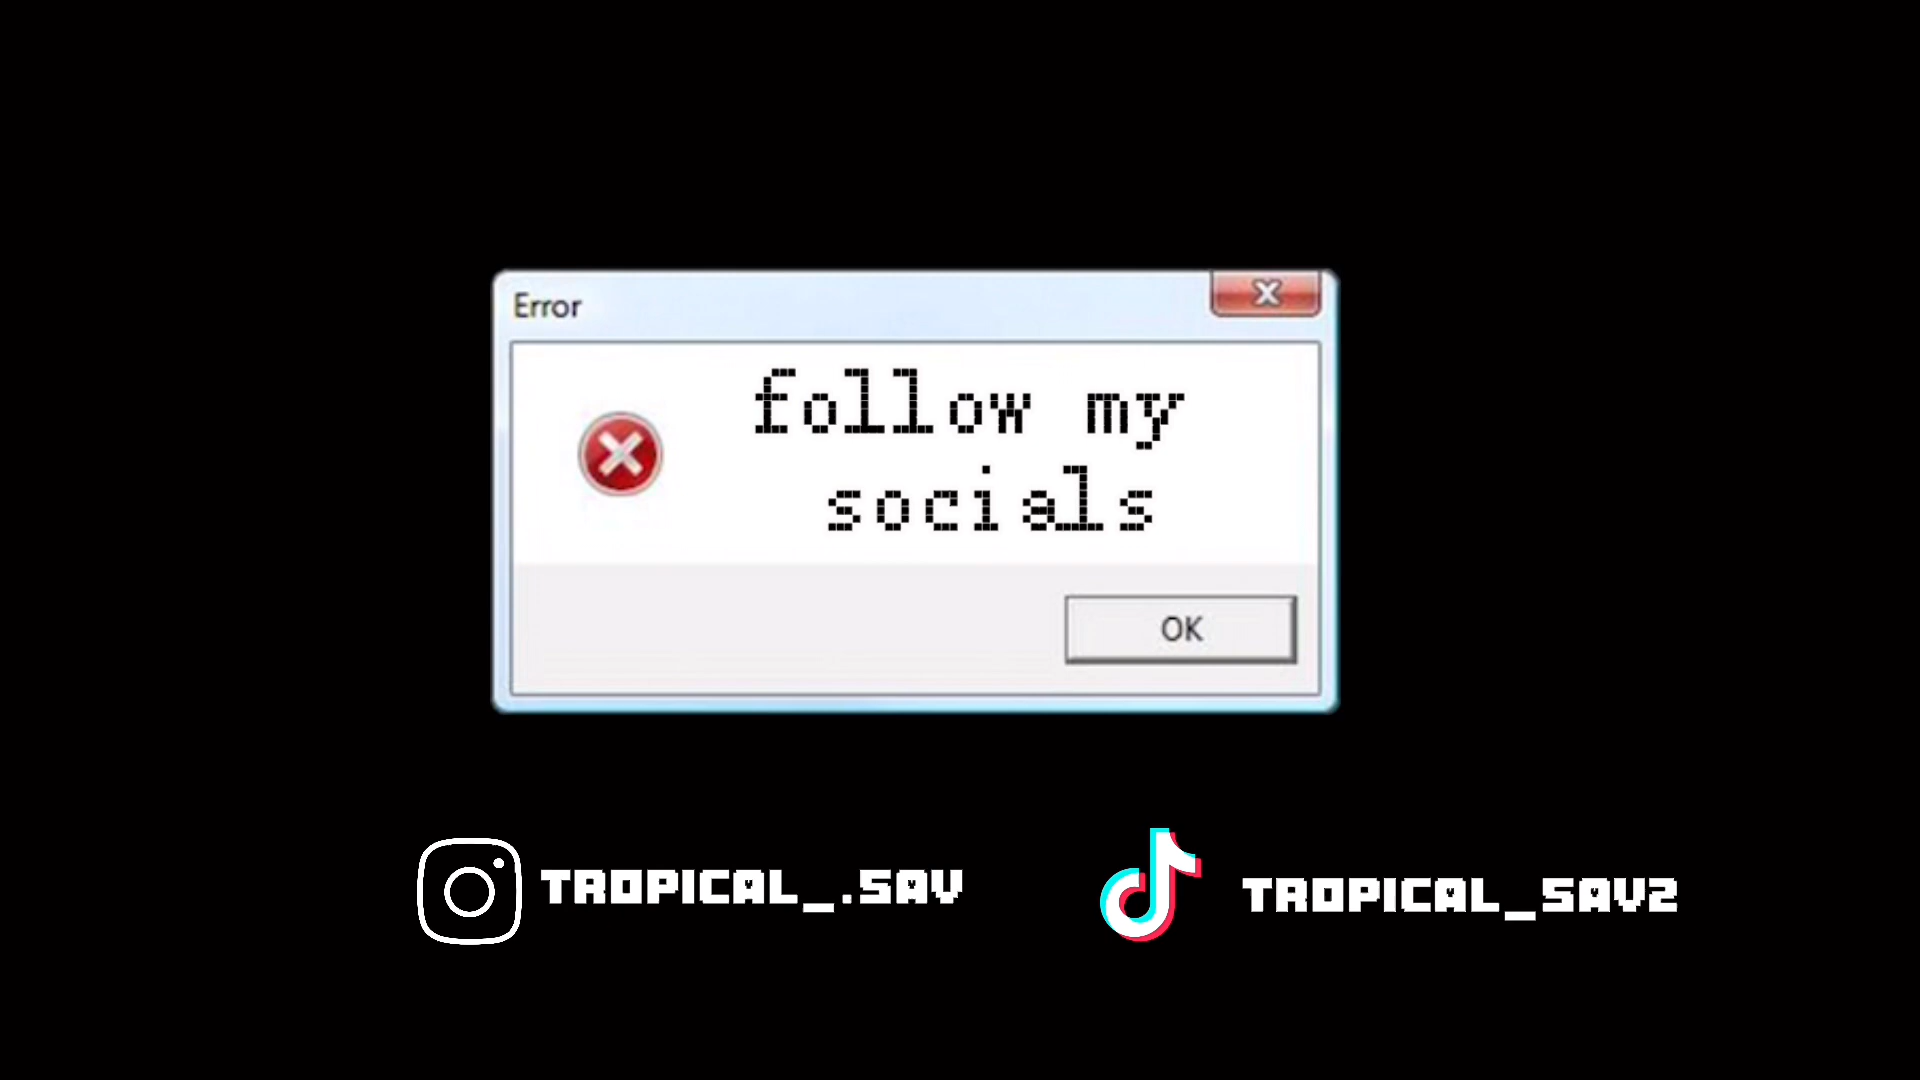 Error
follow my
socials
OK
TROPICAL_.SAV
TROPICAL_SAV2